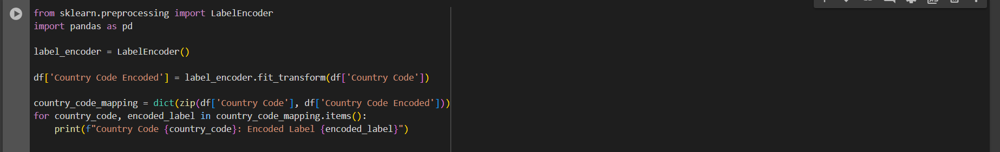 from sklearn.preprocessing import LabelEncoder
import pandas as pd
label_encoder = LabelEncoder()
df['Country Code Encoded'] = label_encoder.fit_transform(df['Country Code'])
country_code_mapping = dict(zip(df['Country Code'], df['Country Code Encoded']))
for country_code, encoded_label in country_code_mapping.items():
    print(f"Country Code {country_code}: Encoded Label {encoded_label}")